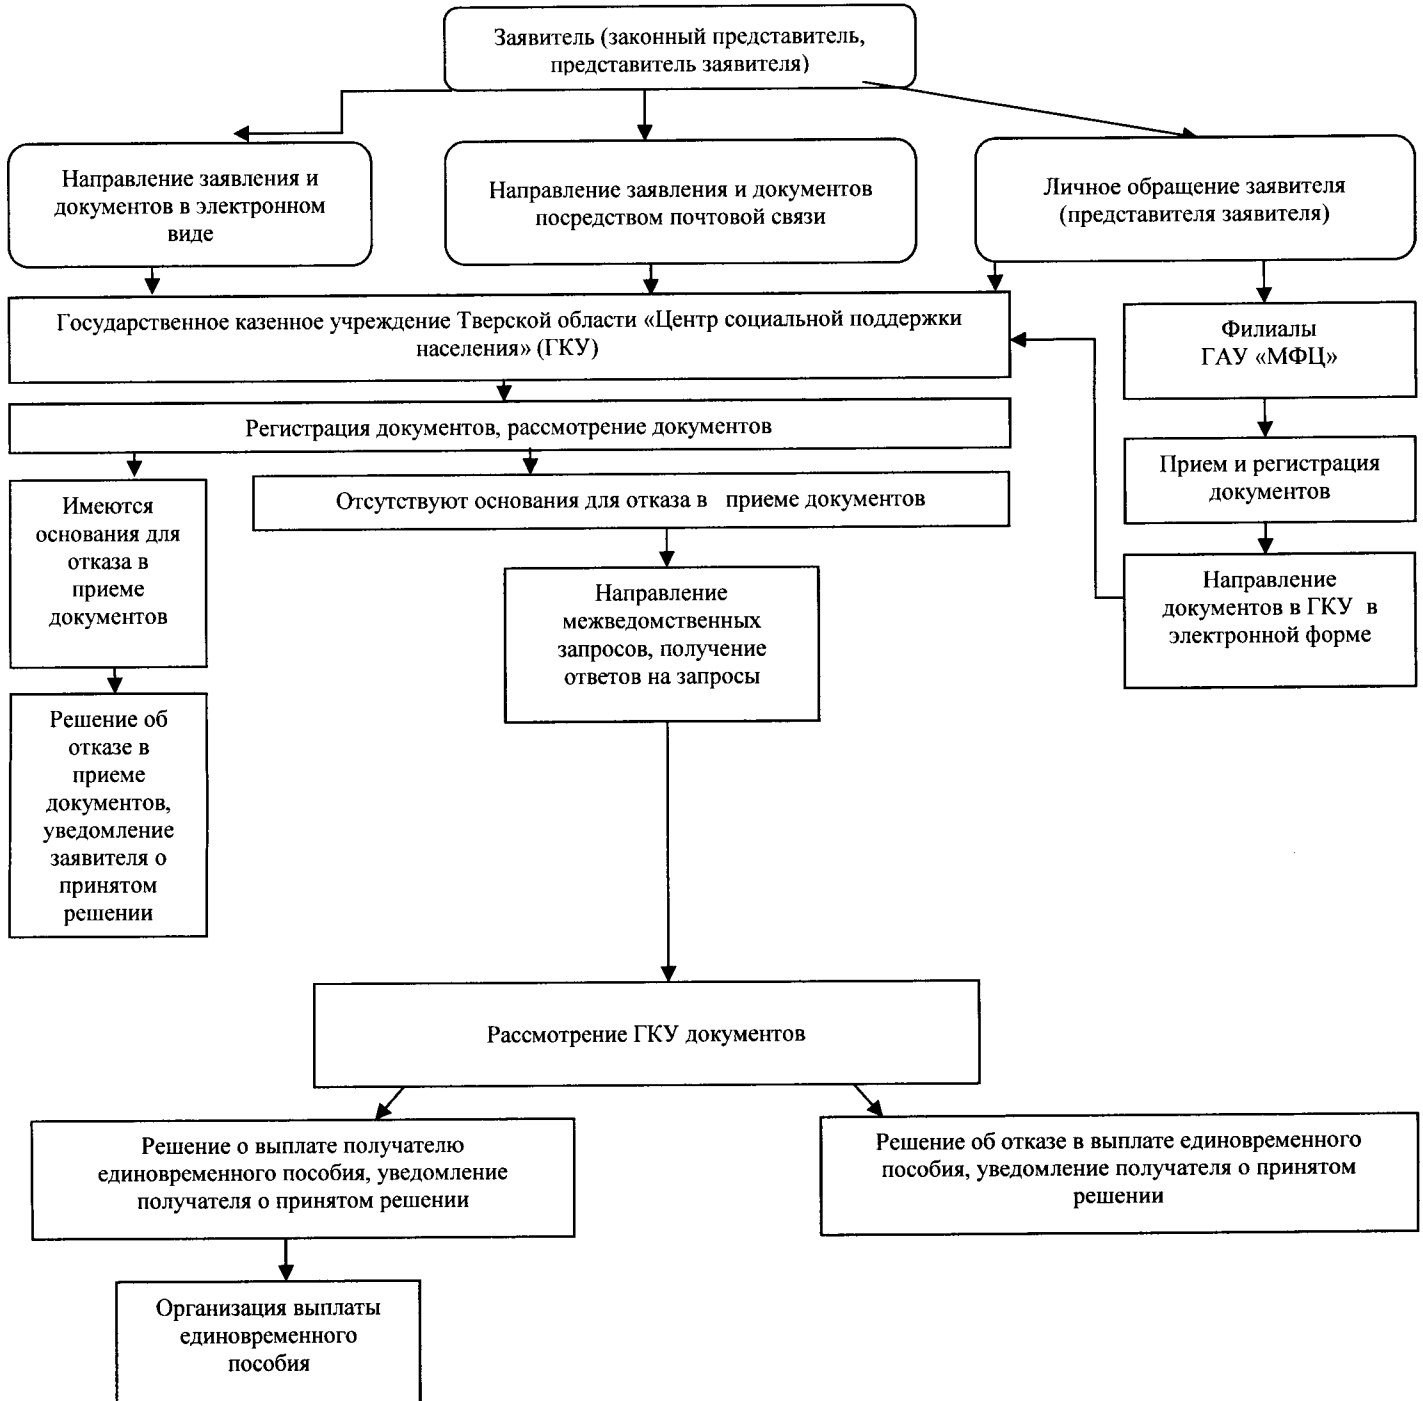 Заявитель (законный представитель,
представитель заявителя)
Направление заявления и
документов в электронном
виде
Направление заявления и документов
посредством почтовой связи
Личное обращение заявителя
(представителя заявителя)
Государственное казенное учреждение Тверской области «Центр социальной поддержки
населения» (ГКУ)
Филиалы
ГАУ «МФЦ»
Регистрация документов, рассмотрение документов
Прием и регистрация
документов
Имеются
основания для
отказа в
приеме
документов
Отсутствуют основания для отказа в приеме документов
Направление
межведомственных
запросов, получение
ответов на запросы
Направление
документов в ГКУ в
электронной форме
Решение об
отказе в
приеме
документов,
уведомление
заявителя о
принятом
решении
Рассмотрение ГКУ документов
Решение о выплате получателю
единовременного пособия, уведомление
получателя о принятом решении
Решение об отказе в выплате единовременного
пособия, уведомление получателя о принятом
решении
Организация выплаты
единовременного
пособия